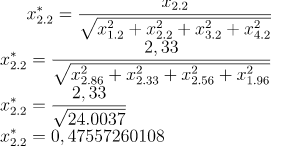 x*_{2.2} = \frac{x_{2.2}}{\sqrt{x^2_{1.2} + x^2_{2.2} + x^2_{3.2} + x^2_{4.2}}}
x*_{2.2} = \frac{2,33}{\sqrt{x^2_{2.86} + x^2_{2.33} + x^2_{2.56} + x^2_{1.96}}}
x*_{2.2} = \frac{2,33}{\sqrt{24.0037}}
x*_{2.2} = 0,47557260108